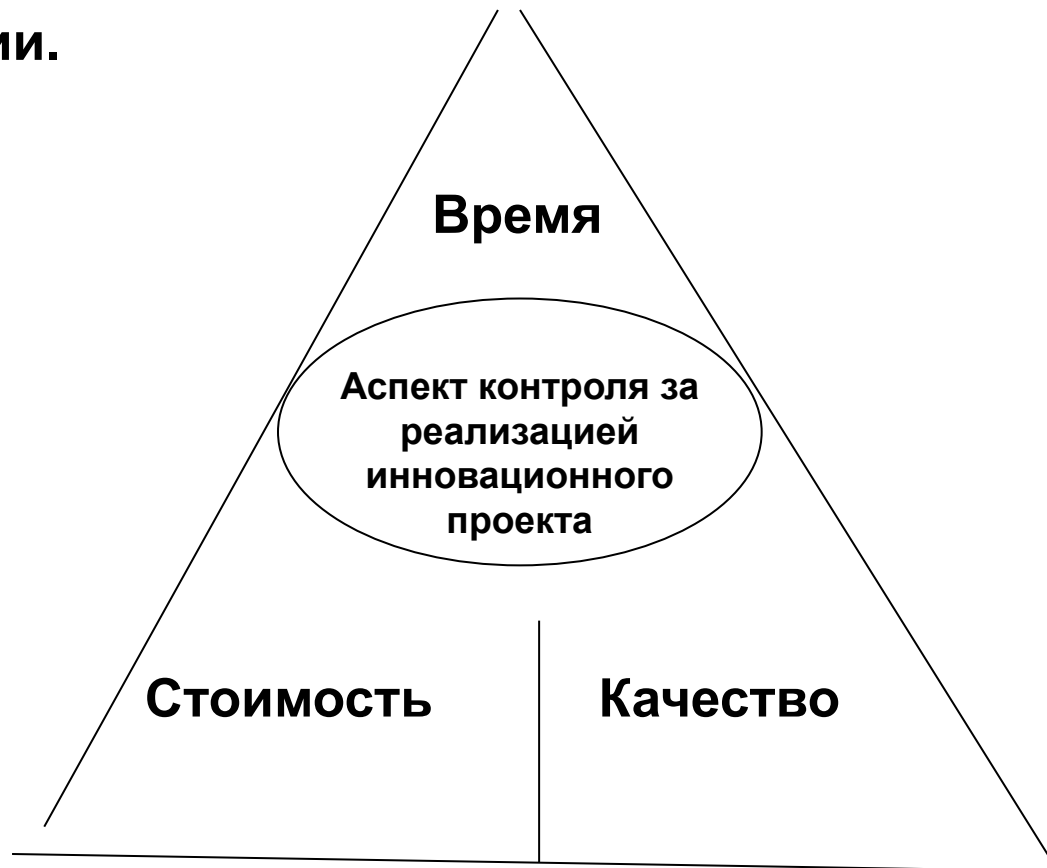 ии.
Время
Аспект контроля за
реализацией
инновационного
проекта
Стоимость Качество